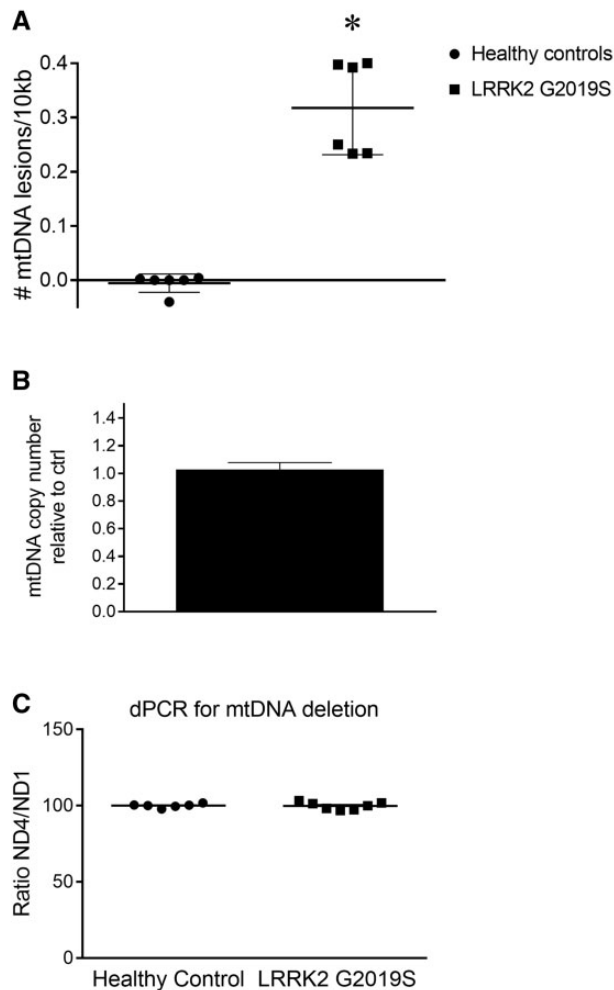 A
*
Healthy controls
LRRK2 G2019S
# mtDNA lesions/10kb
0.4
0.3
0.2
0.1
0.0
B
mtDNA copy number
relative to ctrl
1.4
1.2
1.0
0.8
0.6
0.4
0.2
0.0
C
dPCR for mtDNA deletion
Ratio ND4/ND1
150
100
50
0
Healthy Control LRRK2 G2019S